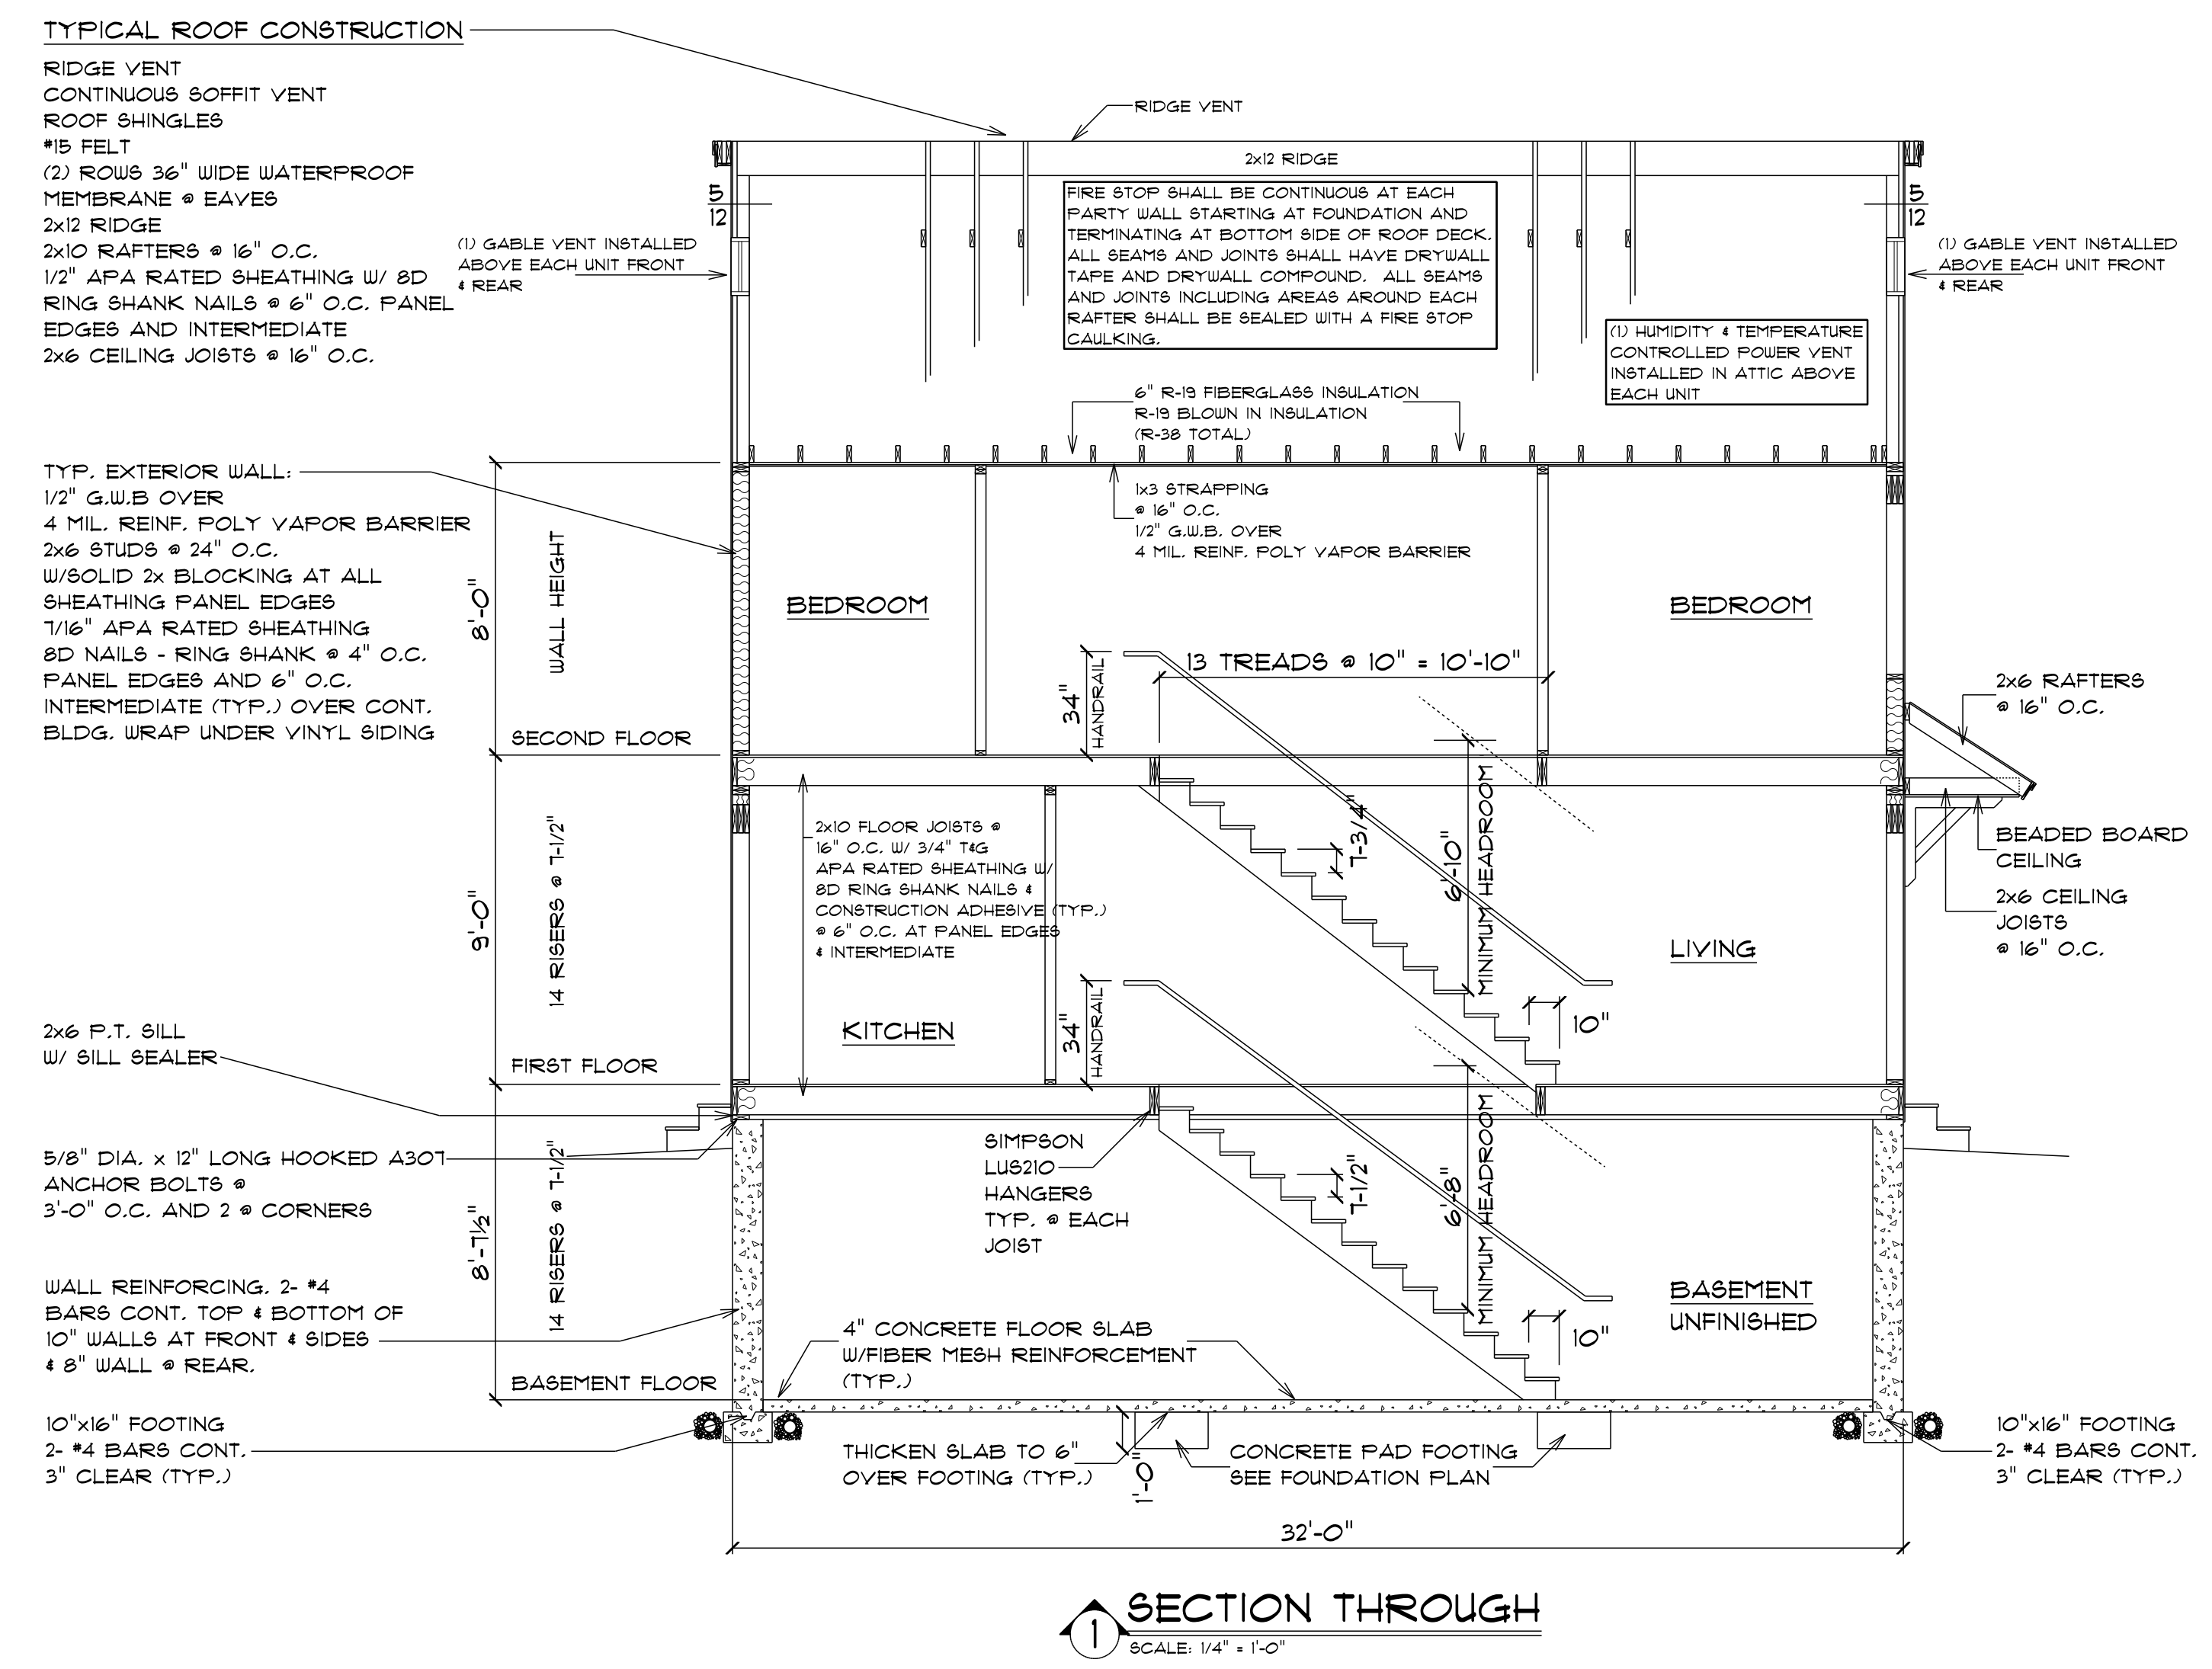 TYPICAL ROOF CONSTRUCTION
RIDGE VENT
CONTINUOUS SOFFIT VENT
ROOF SHINGLES
#15 FELT
(2) ROWS 36" WIDE WATERPROOF
MEMBRANE @ EAVES
2x12 RIDGE
2x10 RAFTERS @ 16" O.C.
1/2" APA RATED SHEATHING W/ 8D
RING SHANK NAILS @ 6" O.C. PANEL
EDGES AND INTERMEDIATE
2x6 CEILING JOISTS @ 16" O.C.
RIDGE VENT
2x12 RIDGE
5
12
5
12
(1) GABLE VENT INSTALLED
ABOVE EACH UNIT FRONT
& REAR
FIRE STOP SHALL BE CONTINUOUS AT EACH
PARTY WALL STARTING AT FOUNDATION AND
TERMINATING AT BOTTOM SIDE OF ROOF DECK.
ALL SEAMS AND JOINTS SHALL HAVE DRYWALL
TAPE AND DRYWALL COMPOUND. ALL SEAMS
AND JOINTS INCLUDING AREAS AROUND EACH
RAFTER SHALL BE SEALED WITH A FIRE STOP
CAULKING.
(1) GABLE VENT INSTALLED
ABOVE EACH UNIT FRONT
& REAR
(1) HUMIDITY & TEMPERATURE
CONTROLLED POWER VENT
INSTALLED IN ATTIC ABOVE
EACH UNIT
6" R-19 FIBERGLASS INSULATION
R-19 BLOWN IN INSULATION
(R-38 TOTAL)
TYP. EXTERIOR WALL:
1/2" G.W.B OVER
4 MIL. REINF. POLY VAPOR BARRIER
2x6 STUDS @ 24" O.C.
W/SOLID 2x BLOCKING AT ALL
SHEATHING PANEL EDGES
7/16" APA RATED SHEATHING
8D NAILS - RING SHANK @ 4" O.C.
PANEL EDGES AND 6" O.C.
INTERMEDIATE (TYP.) OVER CONT.
BLDG. WRAP UNDER VINYL SIDING
8'-0"
WALL HEIGHT
SECOND FLOOR
1x3 STRAPPING
@ 16" O.C.
1/2" G.W.B. OVER
4 MIL. REINF. POLY VAPOR BARRIER
BEDROOM
BEDROOM
13 TREADS @ 10" = 10'-10"
34"
HANDRAIL
2x6 RAFTERS
@ 16" O.C.
BEADED BOARD
CEILING
2x6 CEILING
JOISTS
@ 16" O.C.
9'-0"
14 RISERS @ 7-1/2"
2x10 FLOOR JOISTS @
16" O.C. W/ 3/4" T&G
APA RATED SHEATHING W/
8D RING SHANK NAILS &
CONSTRUCTION ADHESIVE (TYP.)
@ 6" O.C. AT PANEL EDGES
& INTERMEDIATE
7-3/4"
6'-10"
MINIMUM HEADROOM
LIVING
10"
KITCHEN
34"
HANDRAIL
2x6 P.T. SILL
W/ SILL SEALER
FIRST FLOOR
5/8" DIA. x 12" LONG HOOKED A307
ANCHOR BOLTS @
3'-0" O.C. AND 2 @ CORNERS
8'-7½"
14 RISERS @ 7-1/2"
SIMPSON
LUS210
HANGERS
TYP. @ EACH
JOIST
7-1/2"
6'-8"
MINIMUM HEADROOM
10"
BASEMENT
UNFINISHED
WALL REINFORCING. 2- #4
BARS CONT. TOP & BOTTOM OF
10" WALLS AT FRONT & SIDES
& 8" WALL @ REAR.
4" CONCRETE FLOOR SLAB
W/FIBER MESH REINFORCEMENT
(TYP.)
BASEMENT FLOOR
10"x16" FOOTING
2- #4 BARS CONT.
3" CLEAR (TYP.)
THICKEN SLAB TO 6"
OVER FOOTING (TYP.)
1'-0"
CONCRETE PAD FOOTING
SEE FOUNDATION PLAN
10"x16" FOOTING
2- #4 BARS CONT.
3" CLEAR (TYP.)
32'-0"
1
SECTION THROUGH
SCALE: 1/4" = 1'-0"